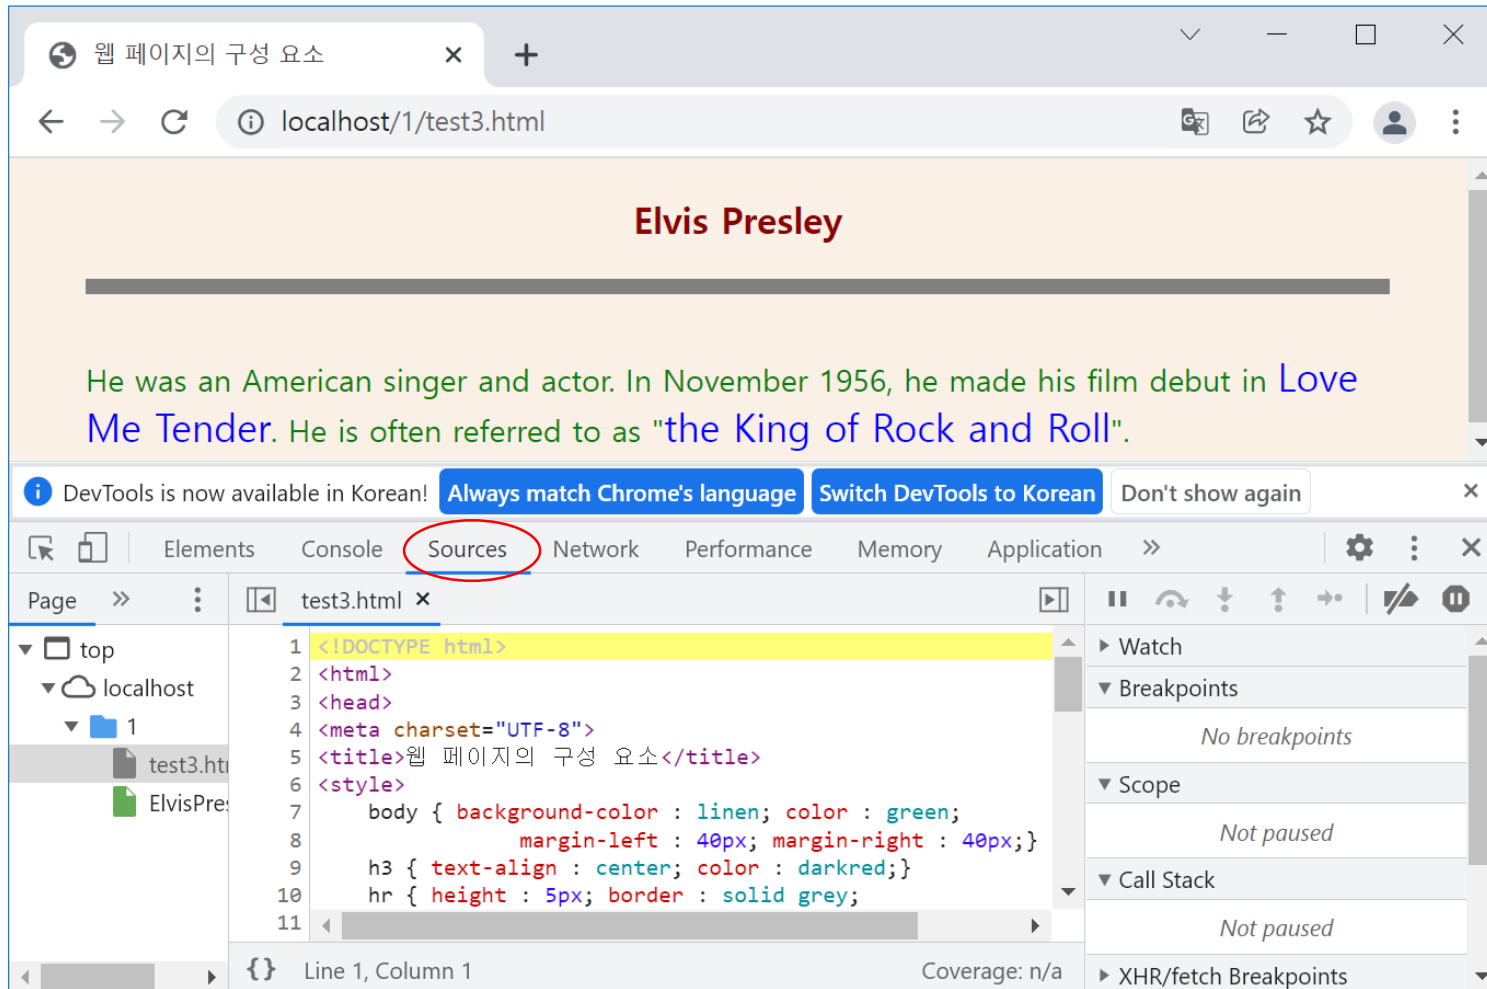 웹 페이지의 구성 요소
localhost/1/test3.html
Elvis Presley
He was an American singer and actor. In November 1956, he made his film debut in Love
Me Tender. He is often referred to as "the King of Rock and Roll".
DevTools is now available in Korean! Always match Chrome's language Switch DevTools to Korean Don't show again
Elements Console Sources Network Performance Memory Application
Page
test3.html
top
localhost
1
test3.ht
ElvisPre
1 <!DOCTYPE html>
2 <html>
3 <head>
4 <meta charset="UTF-8">
5 <title>웹 페이지의 구성 요소</title>
6 <style>
7 body { background-color : linen; color : green;
8 margin-left : 40px; margin-right : 40px;}
9 h3 { text-align : center; color : darkred;}
10 hr { height : 5px; border : solid grey;
11
{} Line 1, Column 1 Coverage: n/a
Watch
Breakpoints
No breakpoints
Scope
Not paused
Call Stack
Not paused
XHR/fetch Breakpoints